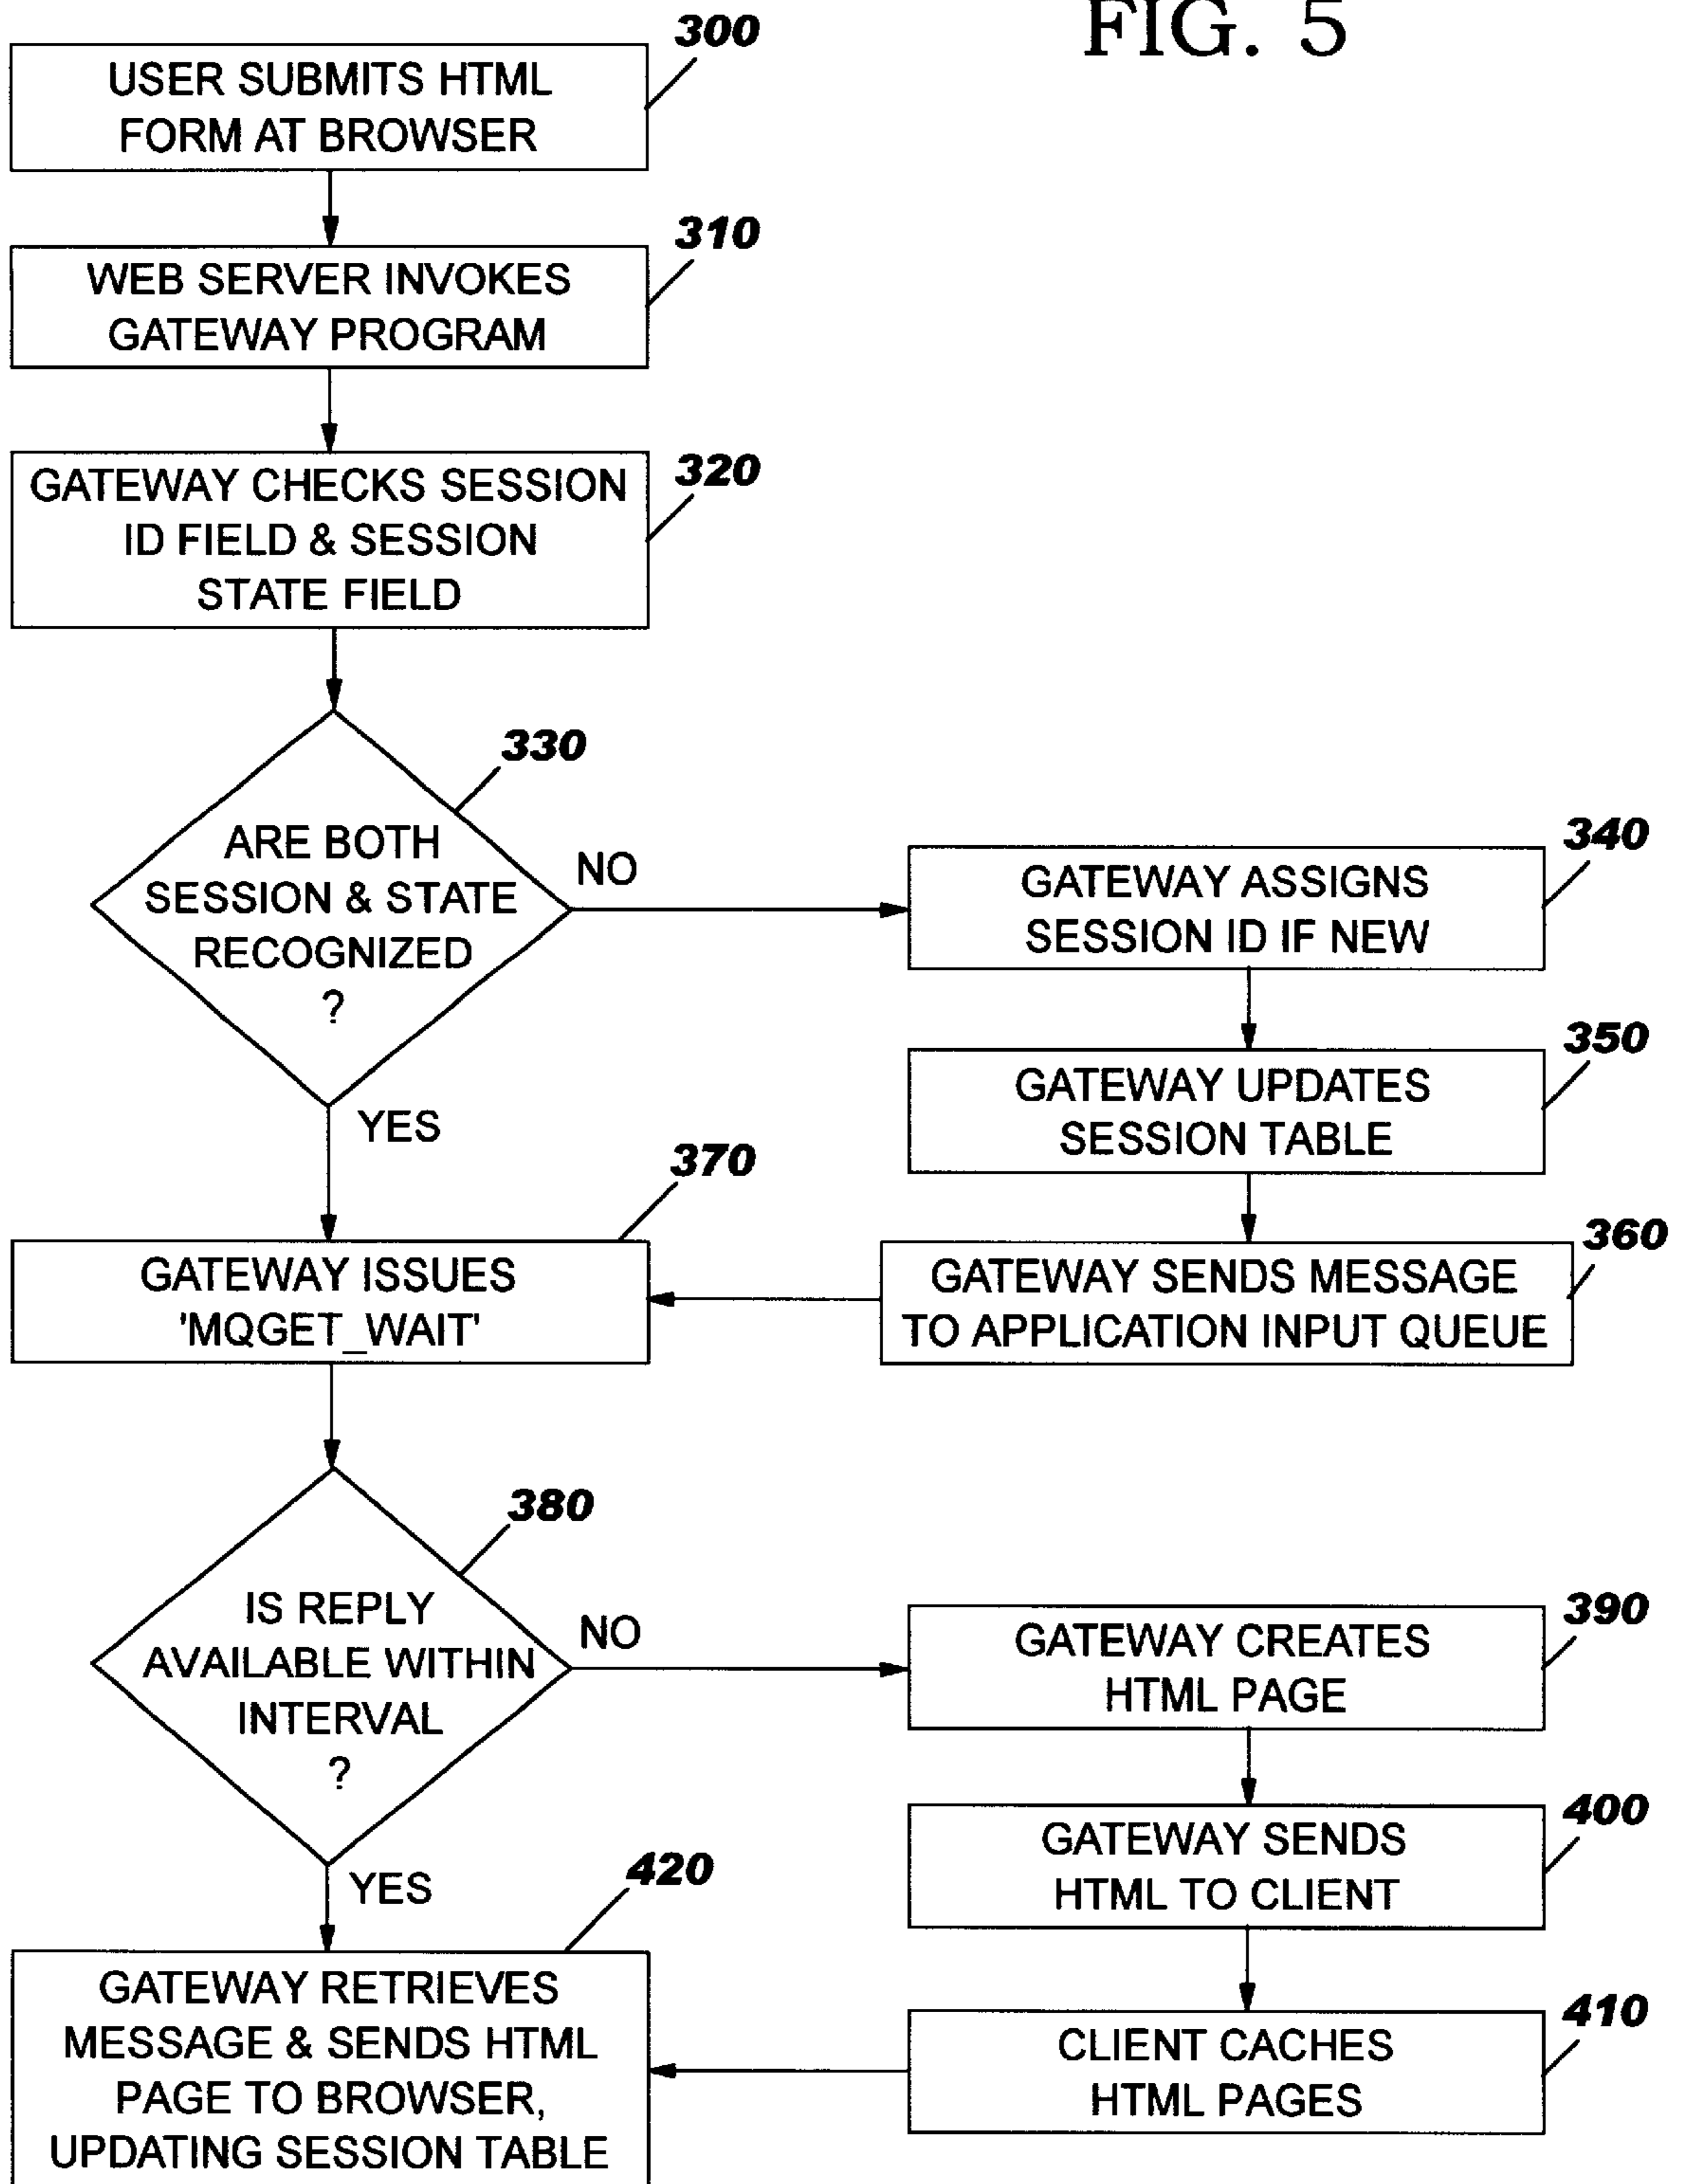 FIG. 5
300
USER SUBMITS HTML
FORM AT BROWSER
310
WEB SERVER INVOKES
GATEWAY PROGRAM
320
GATEWAY CHECKS SESSION
ID FIELD & SESSION
STATE FIELD
330
ARE BOTH
SESSION & STATE
RECOGNIZED
?
NO
YES
340
GATEWAY ASSIGNS
SESSION ID IF NEW
350
GATEWAY UPDATES
SESSION TABLE
360
GATEWAY SENDS MESSAGE
TO APPLICATION INPUT QUEUE
370
GATEWAY ISSUES
'MQGET_WAIT'
380
IS REPLY
AVAILABLE WITHIN
INTERVAL
?
NO
YES
390
GATEWAY CREATES
HTML PAGE
400
GATEWAY SENDS
HTML TO CLIENT
410
CLIENT CACHES
HTML PAGES
420
GATEWAY RETRIEVES
MESSAGE & SENDS HTML
PAGE TO BROWSER,
UPDATING SESSION TABLE